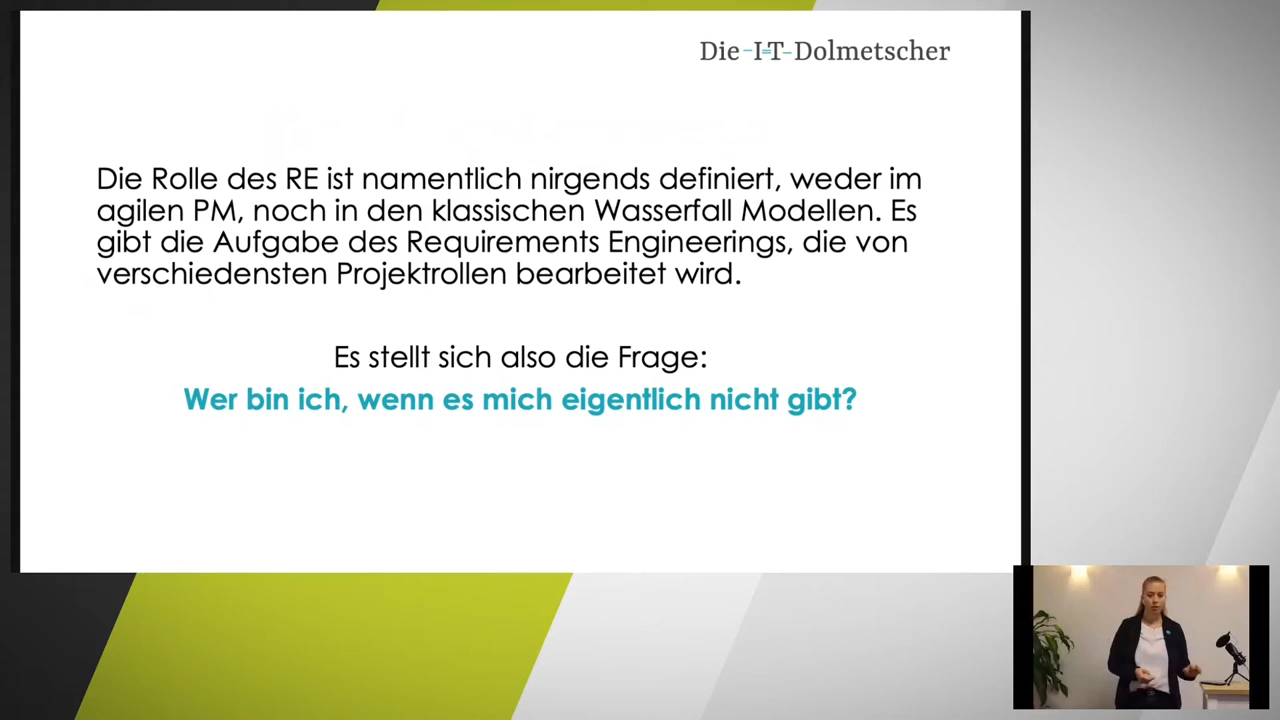 Die-I-T-Dolmetscher
Die Rolle des RE ist namentlich nirgends definiert, weder im
agilen PM, noch in den klassischen Wasserfall Modellen. Es
gibt die Aufgabe des Requirements Engineerings, die von
verschiedensten Projektrollen bearbeitet wird.
Es stellt sich also die Frage:
Wer bin ich, wenn es mich eigentlich nicht gibt?